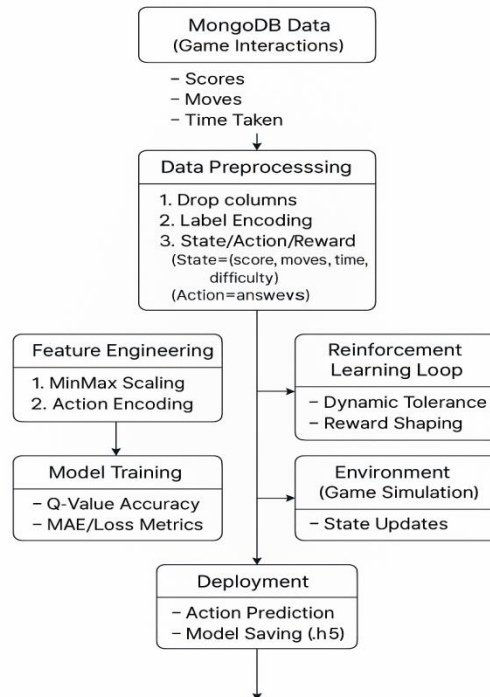 MongoDB Data
(Game Interactions)
– Scores
– Moves
– Time Taken
Data Preprocesssing
1. Drop columns
2. Label Encoding
3. State/Action/Reward
(State=(score, moves, time,
difficulty)
(Action=answevs)
Feature Engineering
1. MinMax Scaling
2. Action Encoding
Reinforcement
Learning Loop
– Dynamic Tolerance
– Reward Shaping
Model Training
– Q-Value Accuracy
– MAE/Loss Metrics
Environment
(Game Simulation)
– State Updates
Deployment
– Action Prediction
– Model Saving (.h5)